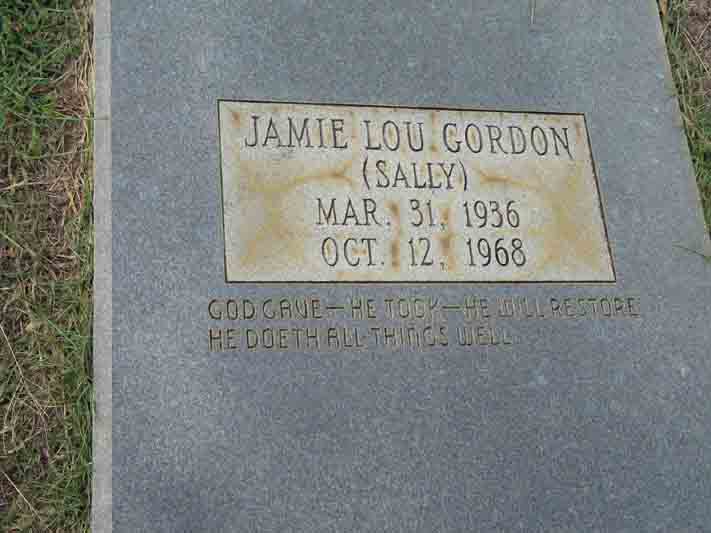 JAMIE LOU GORDON
(SALLY)
MAR. 31, 1936
OCT. 12, 1968
GOD GAVE—HE TOOK—HE WILL RESTORE
HE DOETH ALL THINGS WELL.